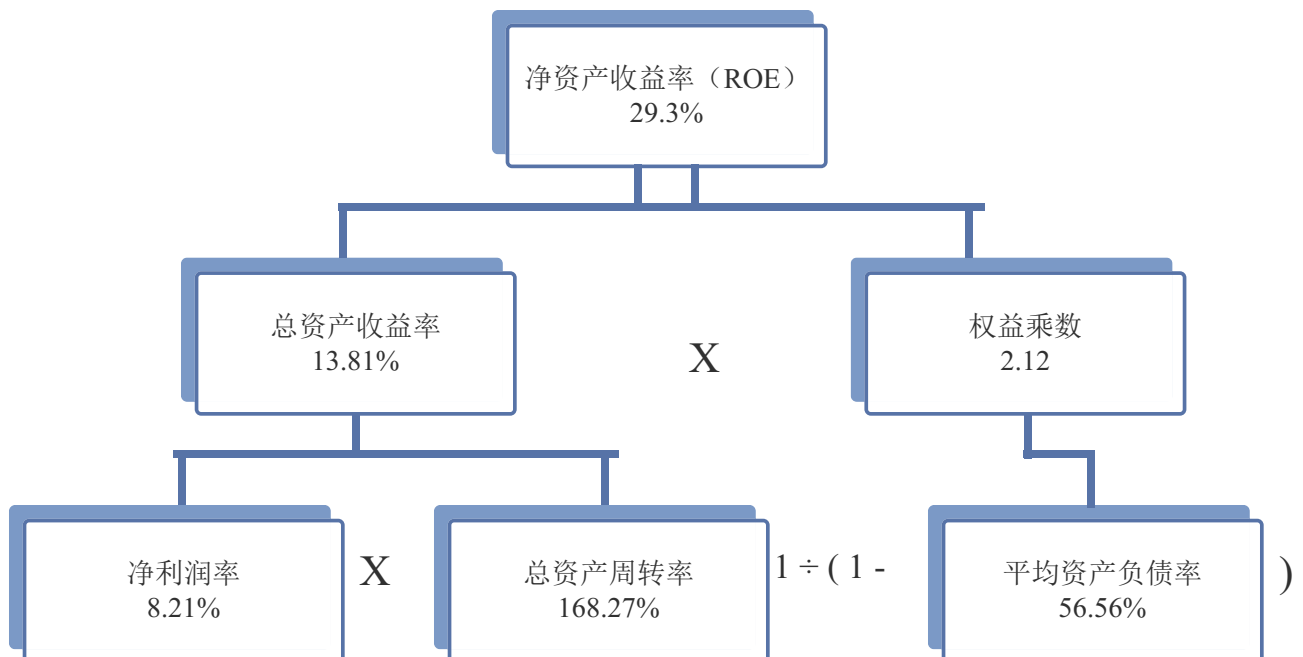 净资产收益率（ROE）
29.3%
总资产收益率
13.81%
X
权益乘数
2.12
净利润率
8.21%
X
总资产周转率
168.27%
1 ÷ ( 1 -
平均资产负债率
56.56%
)